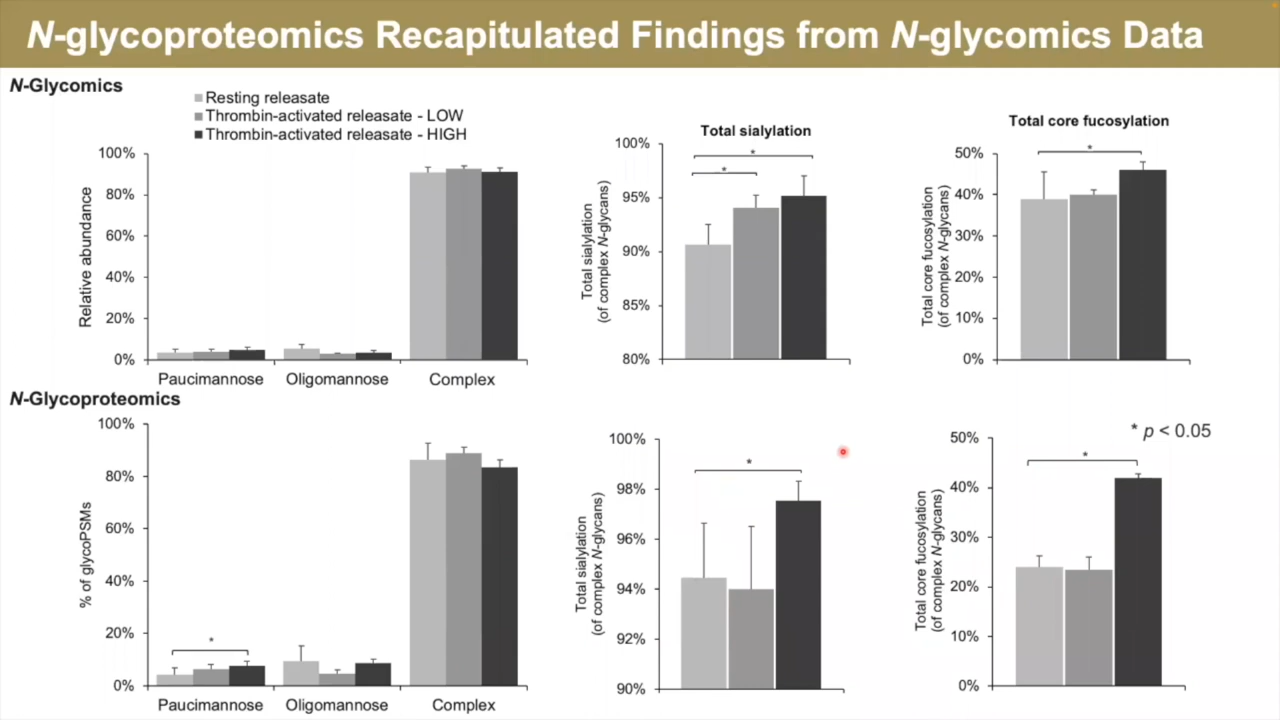 N-glycoproteomics Recapitulated Findings from N-glycomics Data
N-Glycomics
Resting releasate
Thrombin-activated releasate - LOW
Thrombin-activated releasate - HIGH
Relative abundance
100%
80%
60%
40%
20%
0%
Paucimannose
Oligomannose
Complex
Total sialylation
Total sialylation
(of complex N-glycans)
100%
95%
90%
85%
80%
*
*
Total core fucosylation
Total core fucosylation
(of complex N-glycans)
50%
40%
30%
20%
10%
0%
*
N-Glycoproteomics
% of glycoPSMs
100%
80%
60%
40%
20%
0%
*
Paucimannose
Oligomannose
Complex
Total sialylation
(of complex N-glycans)
100%
98%
96%
94%
92%
90%
*
* p < 0.05
Total core fucosylation
(of complex N-glycans)
50%
40%
30%
20%
10%
0%
*